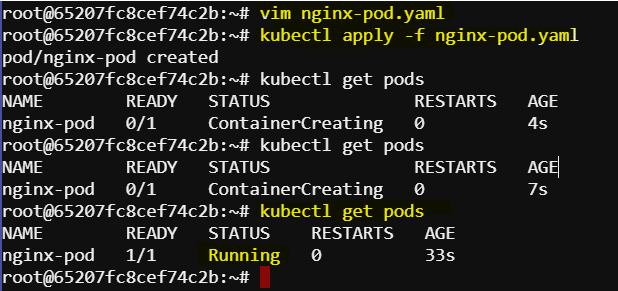 root@65207fc8cef74c2b:~# vim nginx-pod.yaml
root@65207fc8cef74c2b:~# kubectl apply -f nginx-pod.yaml
pod/nginx-pod created
root@65207fc8cef74c2b:~# kubectl get pods
NAME        READY   STATUS              RESTARTS   AGE
nginx-pod   0/1     ContainerCreating   0          4s
root@65207fc8cef74c2b:~# kubectl get pods
NAME        READY   STATUS              RESTARTS   AGE
nginx-pod   0/1     ContainerCreating   0          7s
root@65207fc8cef74c2b:~# kubectl get pods
NAME        READY   STATUS    RESTARTS   AGE
nginx-pod   1/1     Running   0          33s
root@65207fc8cef74c2b:~#